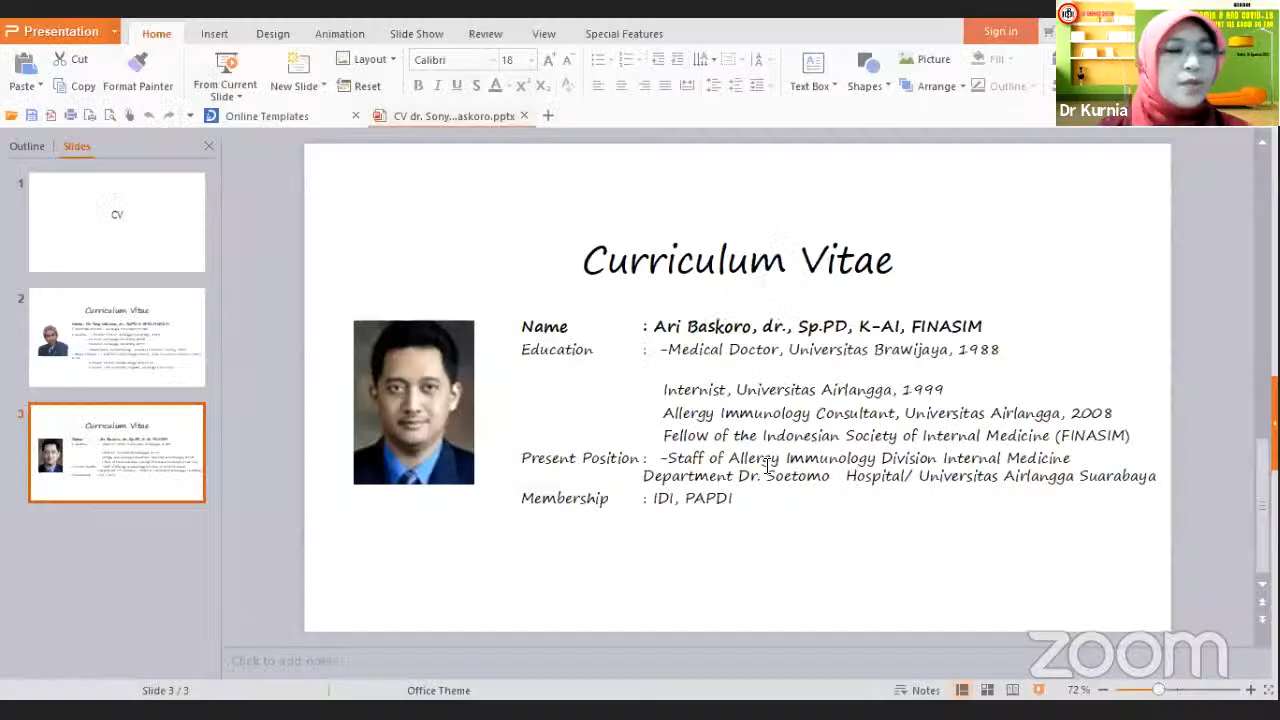 Presentation
Home Insert Design Animation Slide Show Review View Special Features
Sign in
Paste
Cut
Copy
Format Painter
From Current
Slide
New Slide
Layout
Reset
Calibri 18
B I U S A X² X₂
Text Box
Shapes
Picture
Arrange
Fill
Outline
Dr Kurnia
WEBINAR
Online Templates
CV dr.Sony...askoro.pptx
Outline Slides
1
CV
2
Curriculum Vitae
3
Curriculum Vitae
Curriculum Vitae
Name : Ari Baskoro, dr, Sp.PD, K-AI, FINASIM
Education : -Medical Doctor, Universitas Brawijaya, 1988
Internist, Universitas Airlangga, 1999
Allergy Immunology Consultant, Universitas Airlangga, 2008
Fellow of the Indonesion Society of Internal Medicine (FINASIM)
Present Position : -Staff of Allergy Immunology Division Internal Medicine
Department Dr. Soetomo Hospital/ Universitas Airlangga Suarabaya
Membership : IDI, PAPDI
Click to add notes
zoom
Slide 3 / 3
Office Theme
Notes
72 %